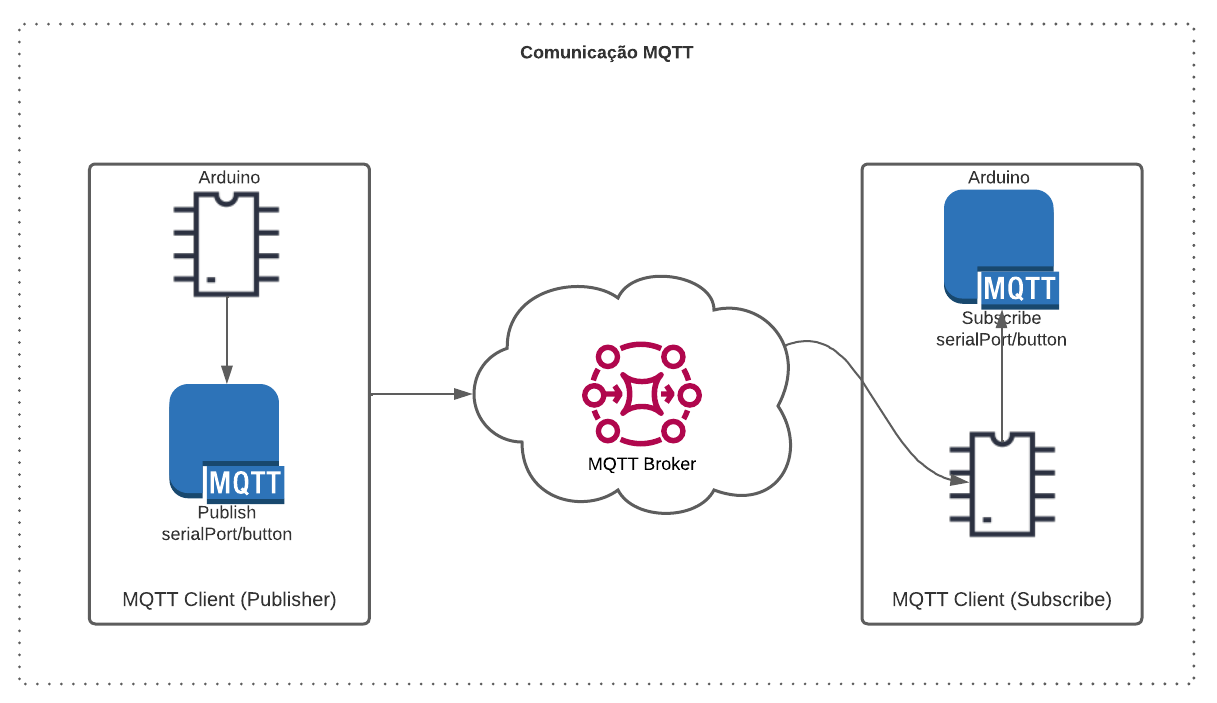 Comunicação MQTT
Arduino
MQTT
Publish
serialPort/button
MQTT Client (Publisher)
MQTT Broker
Arduino
MQTT
Subscribe
serialPort/button
MQTT Client (Subscribe)